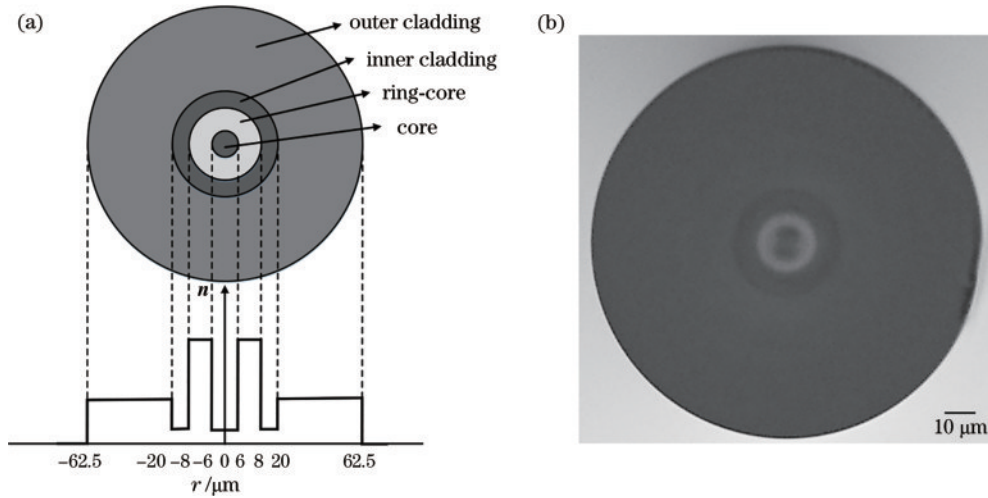 (a)
outer cladding
inner cladding
ring-core
core
n
−62.5 −20 −8 −6 0 6 8 20 62.5
r /μm
(b)
10 μm